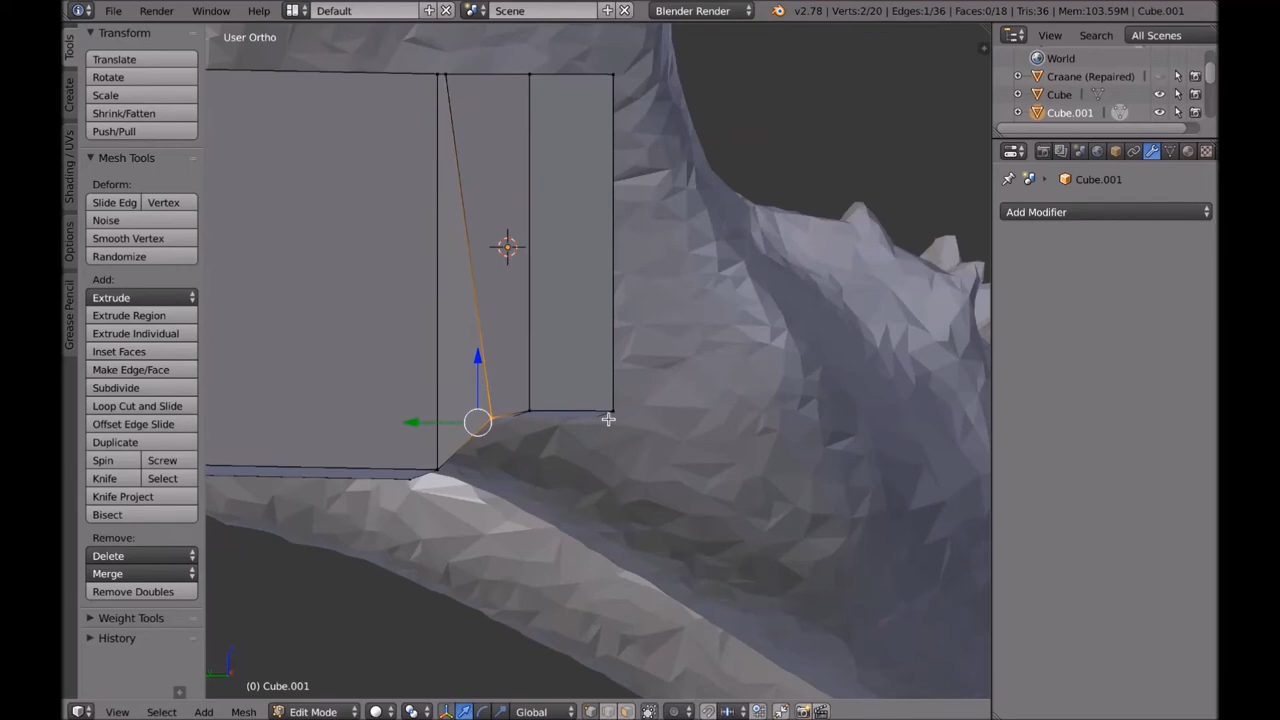 File Render Window Help Default Scene Blender Render v2.78 | Verts:2/20 | Edges:1/36 | Faces:0/18 | Tris:36 | Mem:103.59M | Cube.001
User Ortho
View Search All Scenes
World
Craane (Repaired)
Cube
Cube.001
Cube.001
Add Modifier
Tools
Create
Shading / UVs
Options
Grease Pencil
Transform
Translate
Rotate
Scale
Shrink/Fatten
Push/Pull
Mesh Tools
Deform:
Slide Edg Vertex
Noise
Smooth Vertex
Randomize
Add:
Extrude
Extrude Region
Extrude Individual
Inset Faces
Make Edge/Face
Subdivide
Loop Cut and Slide
Offset Edge Slide
Duplicate
Spin Screw
Knife Select
Knife Project
Bisect
Remove:
Delete
Merge
Remove Doubles
Weight Tools
History
(0) Cube.001
View Select Add Mesh Edit Mode Global